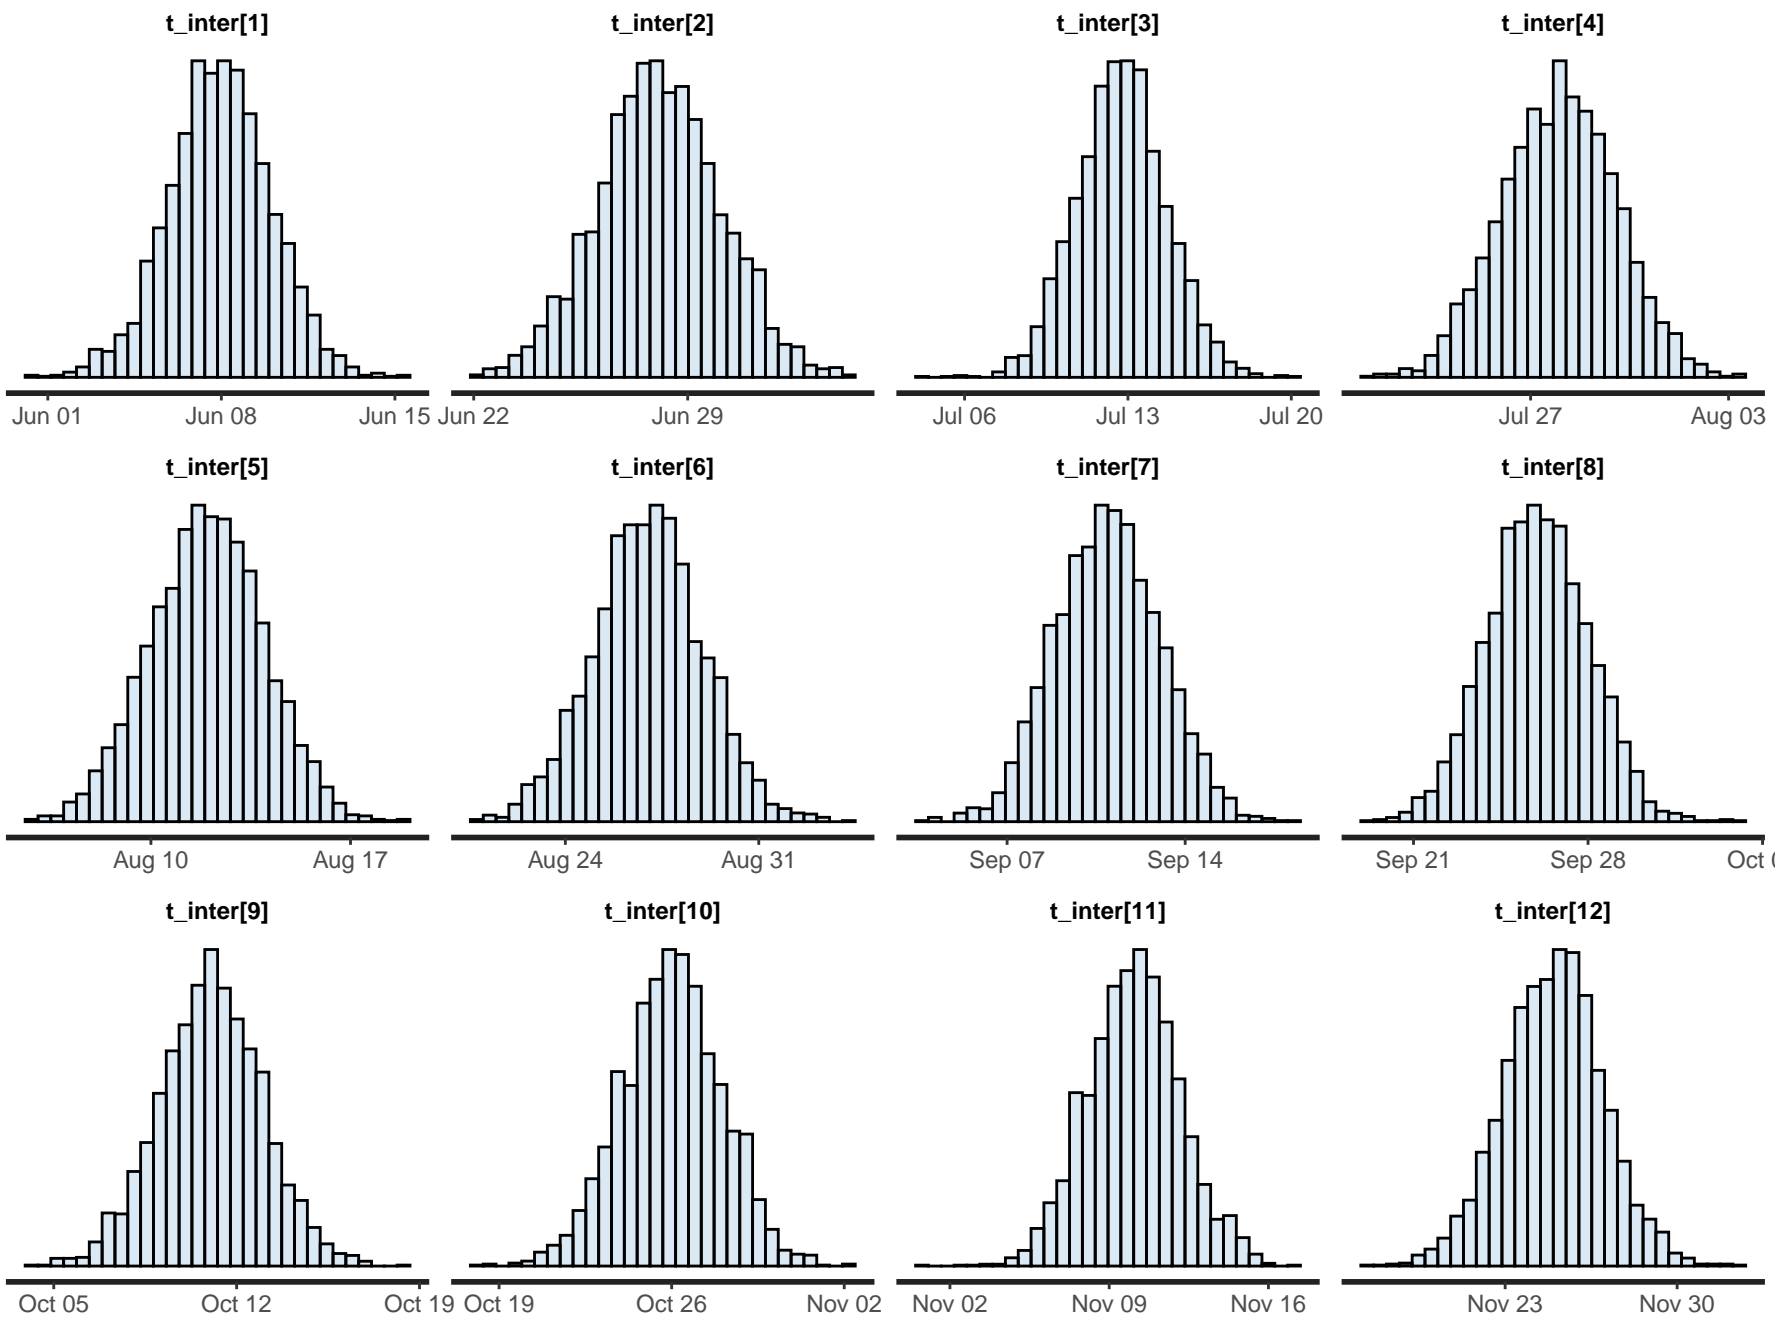 t_inter[1] t_inter[2] t_inter[3] t_inter[4]
Jun 01 Jun 08 Jun 15 Jun 22 Jun 29 Jul 06 Jul 13 Jul 20 Jul 27 Aug 03
t_inter[5] t_inter[6] t_inter[7] t_inter[8]
Aug 10 Aug 17 Aug 24 Aug 31 Sep 07 Sep 14 Sep 21 Sep 28 Oct
t_inter[9] t_inter[10] t_inter[11] t_inter[12]
Oct 05 Oct 12 Oct 19 Oct 19 Oct 26 Nov 02 Nov 02 Nov 09 Nov 16 Nov 23 Nov 30